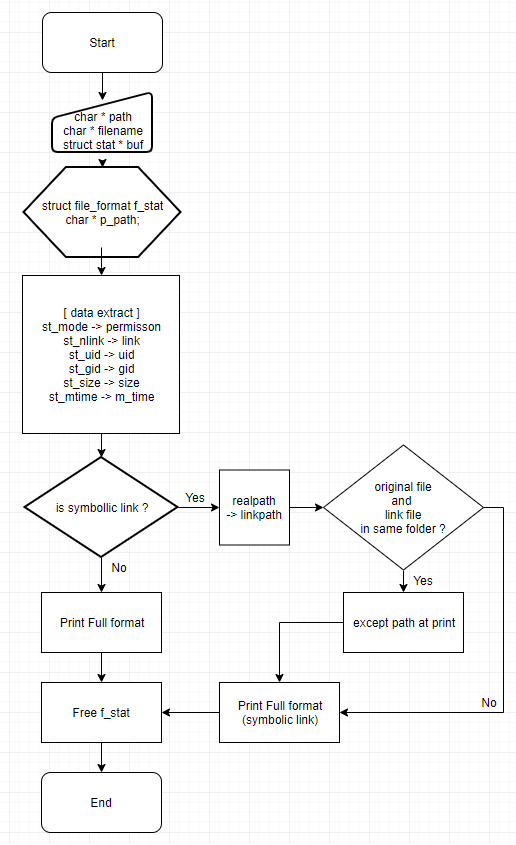 Start
char * path
char * filename
struct stat * buf
struct file_format f_stat
char * p_path;
[ data extract ]
st_mode -> permisson
st_nlink -> link
st_uid -> uid
st_gid -> gid
st_size -> size
st_mtime -> m_time
is symbollic link ?
Yes
realpath
-> linkpath
original file
and
link file
in same folder ?
No
Yes
Print Full format
except path at print
Free f_stat
Print Full format
(symbolic link)
No
End